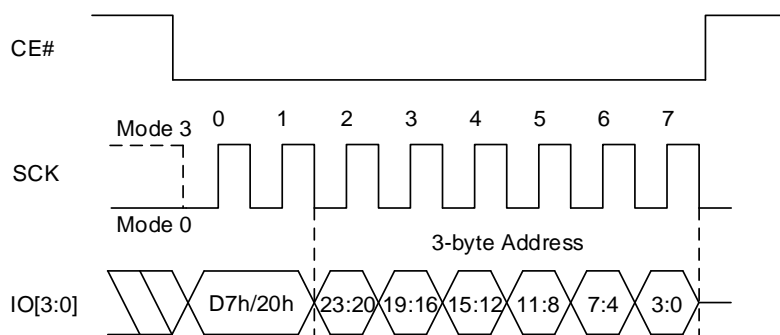 CE#
Mode 3
0 1 2 3 4 5 6 7
SCK
Mode 0
3-byte Address
IO[3:0]
D7h/20h 23:20 19:16 15:12 11:8 7:4 3:0